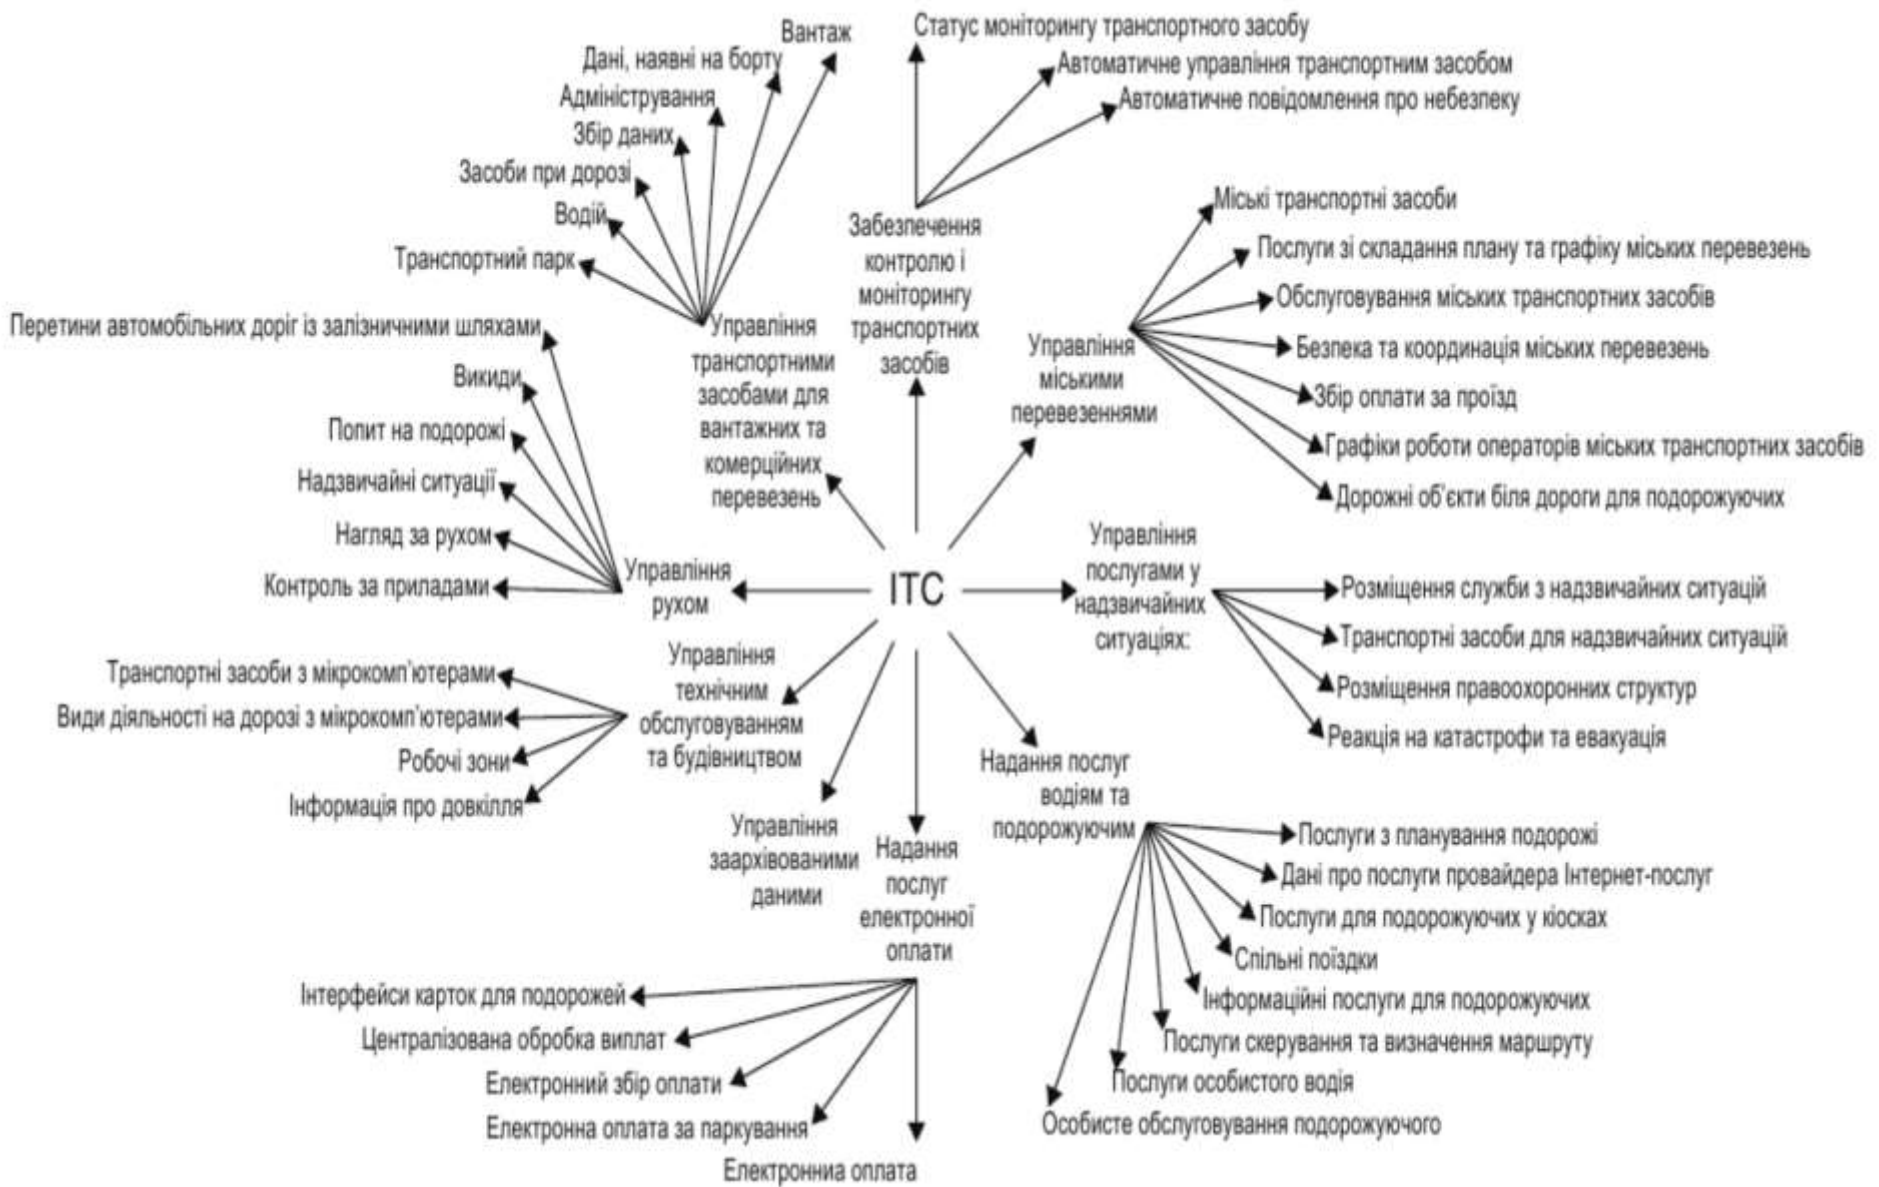 Вантаж
Дані, наявні на борту
Адміністрування
Збір даних
Засоби при дорозі
Водій
Транспортний парк
Управління
транспортними
засобами для
вантажних та
комерційних
перевезень
Статус моніторингу транспортного засобу
Автоматичне управління транспортним засобом
Автоматичне повідомлення про небезпеку
Забезпечення
контролю і
моніторингу
транспортних
засобів
Міські транспортні засоби
Послуги зі складання плану та графіку міських перевезень
Обслуговування міських транспортних засобів
Безпека та координація міських перевезень
Збір оплати за проїзд
Графіки роботи операторів міських транспортних засобів
Дорожні об'єкти біля дороги для подорожуючих
Управління
міськими
перевезеннями
Перетини автомобільних доріг із залізничними шляхами
Викиди
Попит на подорожі
Надзвичайні ситуації
Нагляд за рухом
Контроль за приладами
Управління
рухом
ІТС
Управління
послугами у
надзвичайних
ситуаціях:
Розміщення служби з надзвичайних ситуацій
Транспортні засоби для надзвичайних ситуацій
Розміщення правоохоронних структур
Реакція на катастрофи та евакуація
Транспортні засоби з мікрокомп'ютерами
Види діяльності на дорозі з мікрокомп'ютерами
Робочі зони
Інформація про довкілля
Управління
технічним
обслуговуванням
та будівництвом
Управління
заархівованими
даними
Надання
послуг
електронної
оплати
Інтерфейси карток для подорожей
Централізована обробка виплат
Електронний збір оплати
Електронна оплата за паркування
Електронниа оплата
Надання послуг
водіям та
подорожуючим
Послуги з планування подорожі
Дані про послуги провайдера Інтернет-послуг
Послуги для подорожуючих у кіосках
Спільні поїздки
Інформаційні послуги для подорожуючих
Послуги скерування та визначення маршруту
Послуги особистого водія
Особисте обслуговування подорожуючого